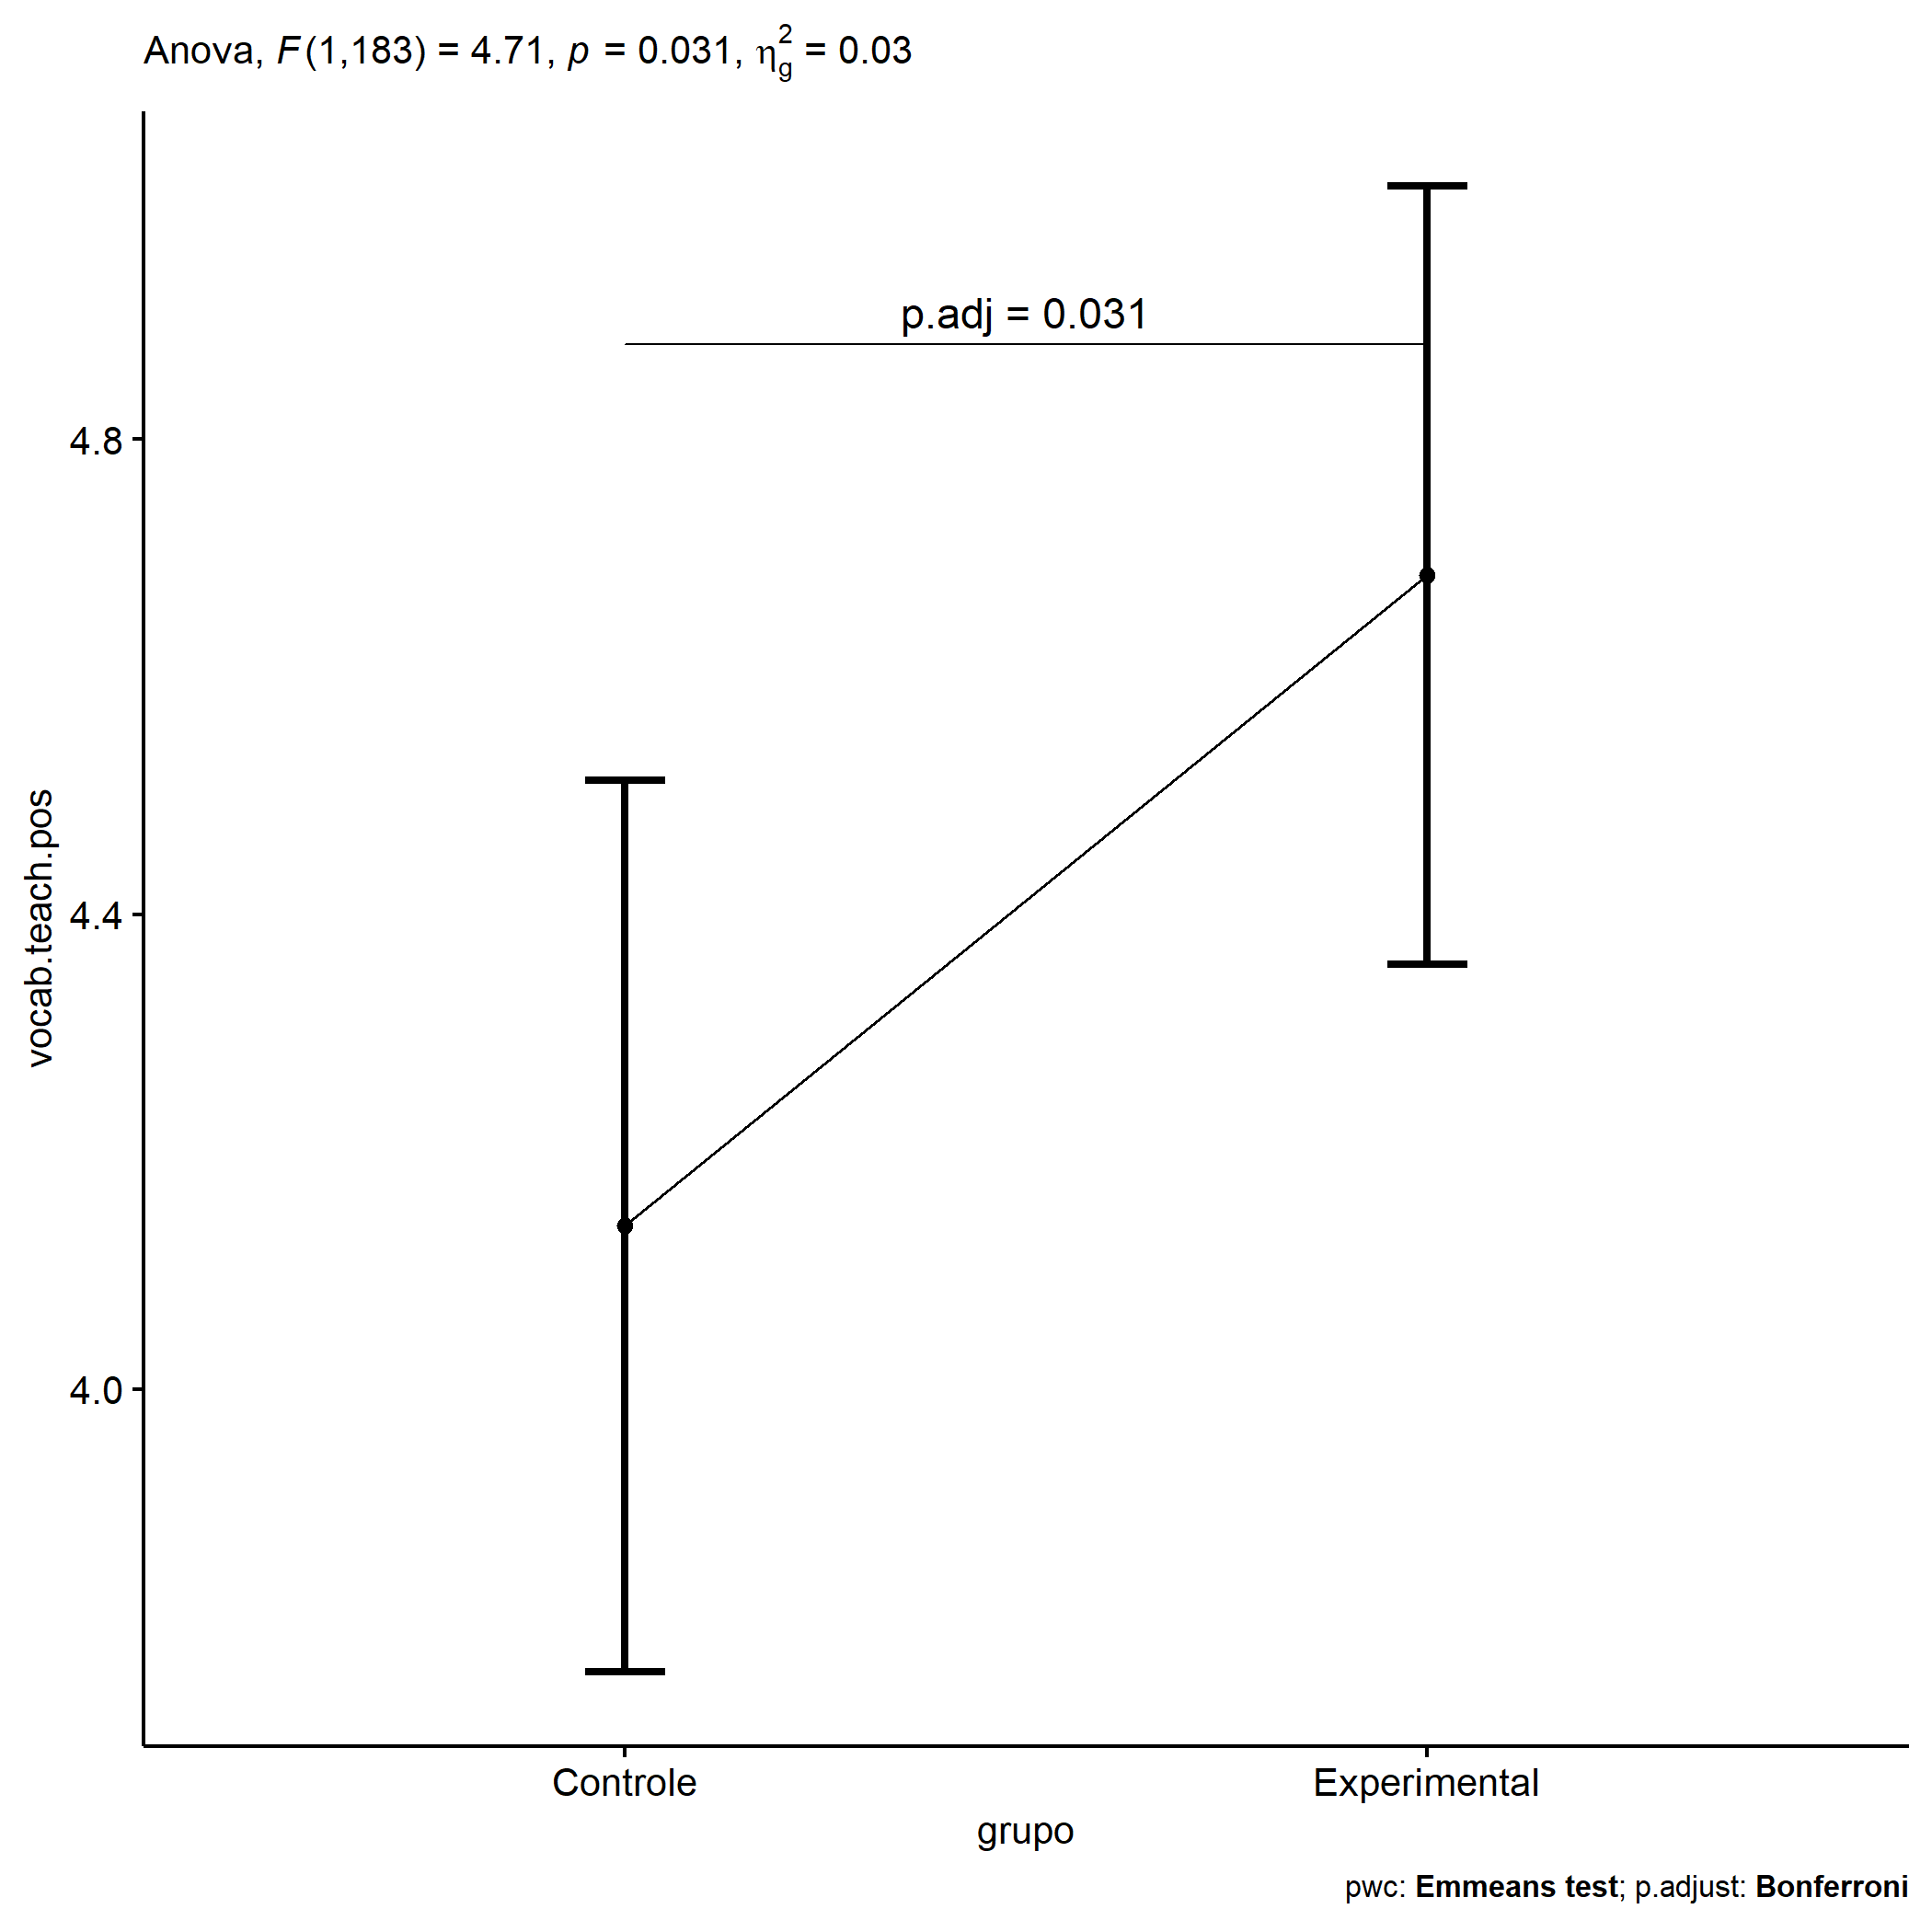 Anova, F(1,183) = 4.71, p = 0.031, η²g = 0.03
p.adj = 0.031
4.8
4.4
4.0
vocab.teach.pos
Controle
Experimental
grupo
pwc: Emmeans test; p.adjust: Bonferroni